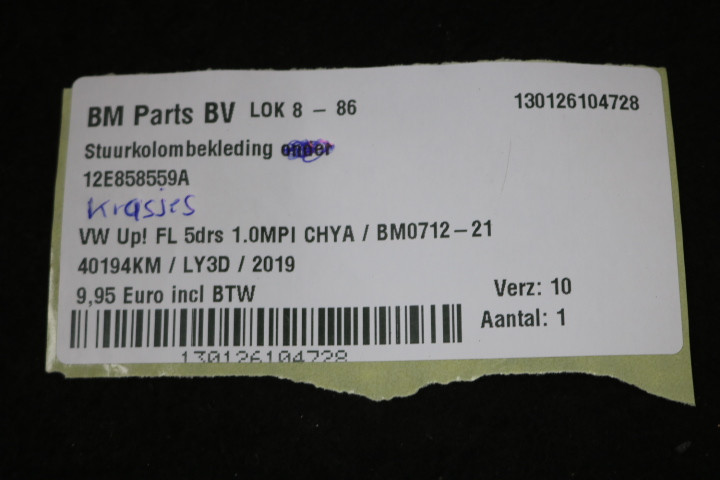 BM Parts BV LOK 8 - 86 130126104728
Stuurkolombekleding
12E858559A
Krasjes
VW Up! FL 5drs 1.0MPI CHYA / BM0712-21
40194KM / LY3D / 2019
9,95 Euro incl BTW Verz: 10
Aantal: 1
130126104728